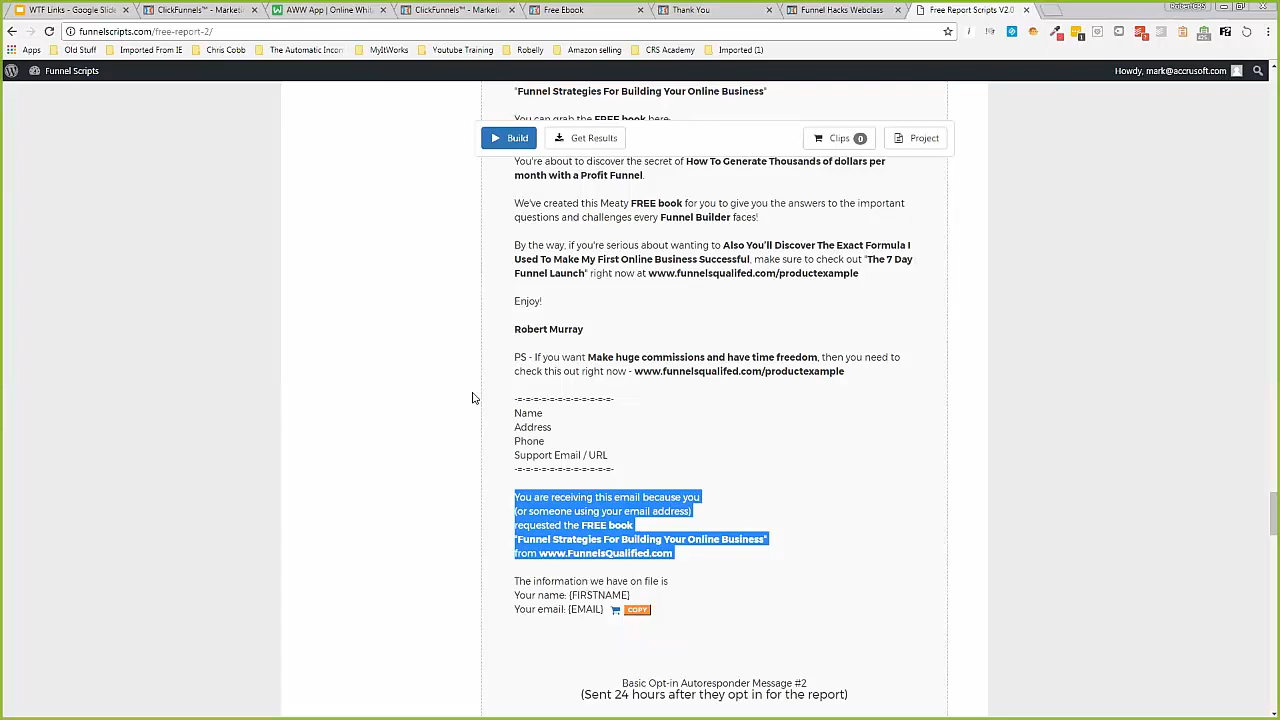 WTF Links - Google Slide
ClickFunnels™ - Marketi
AWW App | Online Whit
ClickFunnels™ - Marketi
Free Ebook
Thank You
Funnel Hacks Webclass
Free Report Scripts V2.0
RobertCRS
funnelscripts.com/free-report-2/
Apps
Old Stuff
Imported From IE
Chris Cobb
The Automatic Incon
MyItWorks
Youtube Training
Robelly
Amazon selling
CRS Academy
Imported (1)
Funnel Scripts
Howdy, mark@accrusoft.com
"Funnel Strategies For Building Your Online Business"
You can grab the FREE book here:
Build
Get Results
Clips 0
Project
You're about to discover the secret of How To Generate Thousands of dollars per
month with a Profit Funnel.
We've created this Meaty FREE book for you to give you the answers to the important
questions and challenges every Funnel Builder faces!
By the way, if you're serious about wanting to Also You'll Discover The Exact Formula I
Used To Make My First Online Business Successful, make sure to check out "The 7 Day
Funnel Launch" right now at www.funnelsqualifed.com/productexample
Enjoy!
Robert Murray
PS - If you want Make huge commissions and have time freedom, then you need to
check this out right now - www.funnelsqualifed.com/productexample
-=-=-=-=-=-=-=-=-=-=-=-
Name
Address
Phone
Support Email / URL
-=-=-=-=-=-=-=-=-=-=-=-
You are receiving this email because you
(or someone using your email address)
requested the FREE book
"Funnel Strategies For Building Your Online Business"
from www.FunnelsQualified.com
The information we have on file is
Your name: {FIRSTNAME}
Your email: {EMAIL} COPY
Basic Opt-in Autoresponder Message #2
(Sent 24 hours after they opt in for the report)